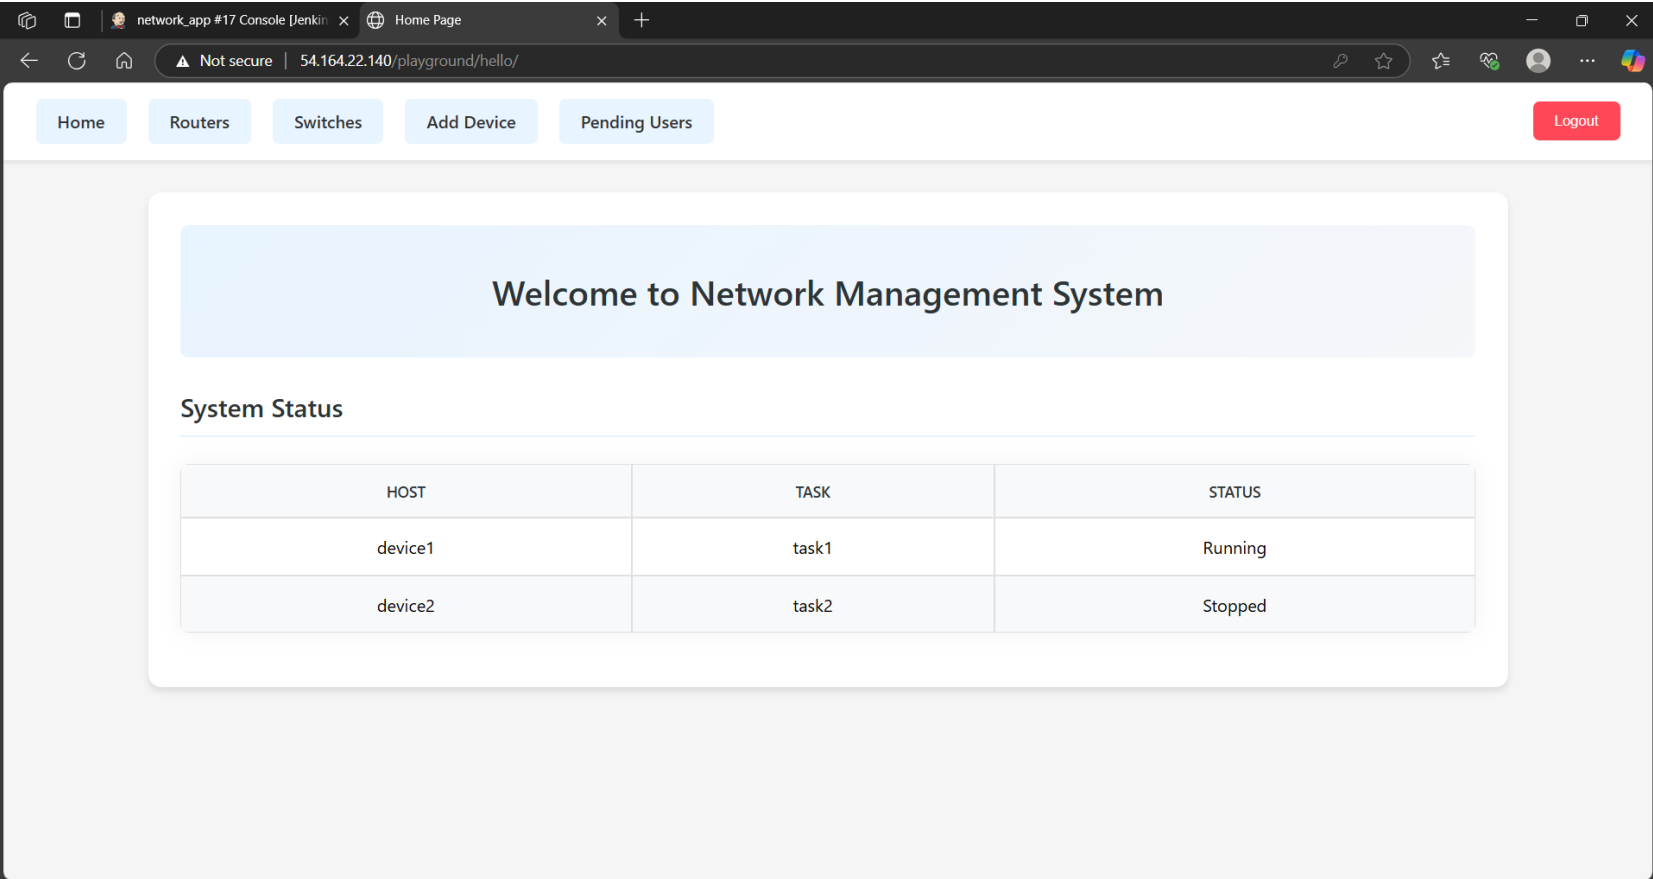 network_app #17 Console [Jenkin
Home Page
Not secure
54.164.22.140/playground/hello/
Home
Routers
Switches
Add Device
Pending Users
Logout
Welcome to Network Management System
System Status
HOST TASK STATUS
device1 task1 Running
device2 task2 Stopped